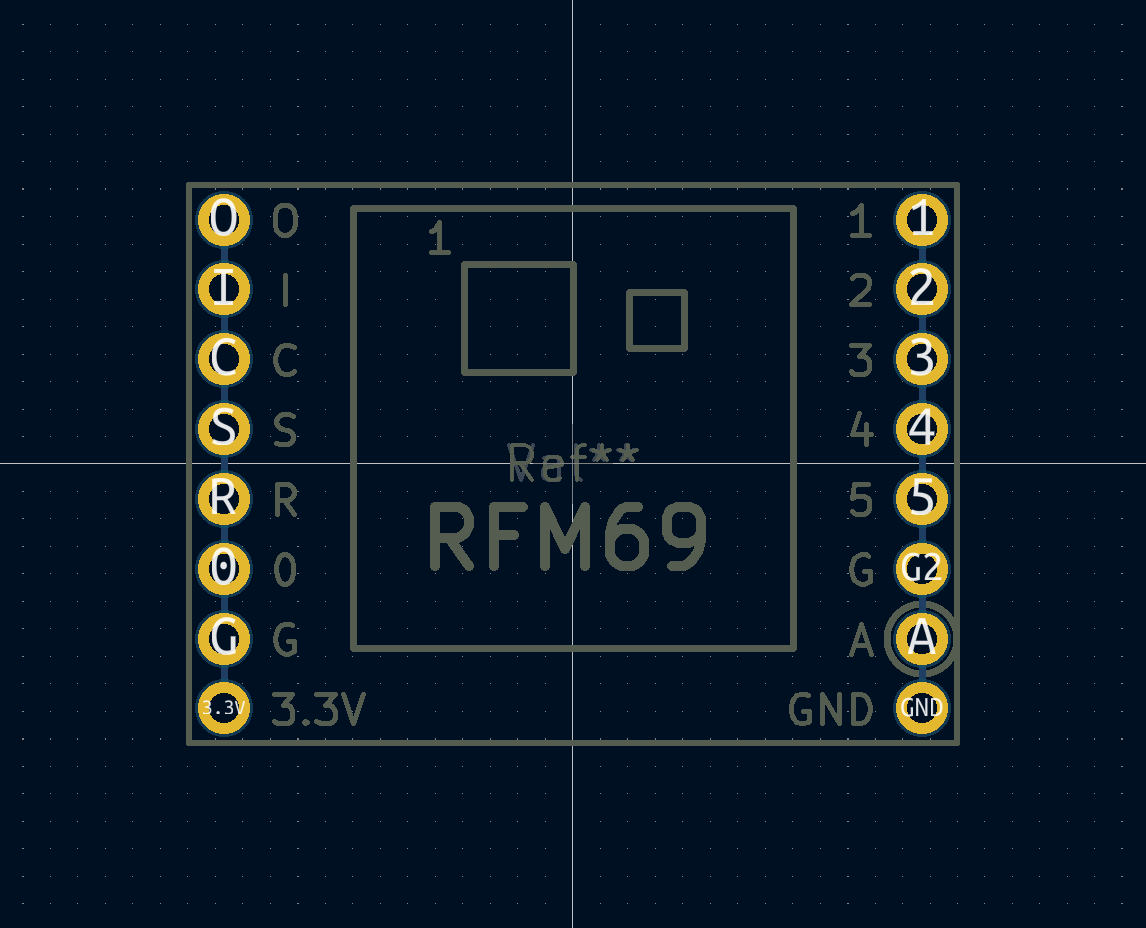 O O 1 1
1
I I 2 2
C C 3 3
S S 4 4
Ref**
R R 5 5
RFM69
0 0 G G2
G G A A
3.3V 3.3V GND GND